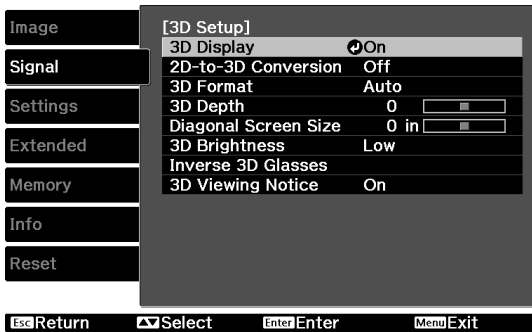 Image
Signal
Settings
Extended
Memory
Info
Reset
[3D Setup]
3D Display On
2D-to-3D Conversion Off
3D Format Auto
3D Depth 0
Diagonal Screen Size 0 in
3D Brightness Low
Inverse 3D Glasses
3D Viewing Notice On
Esc Return Select Enter Enter Menu Exit